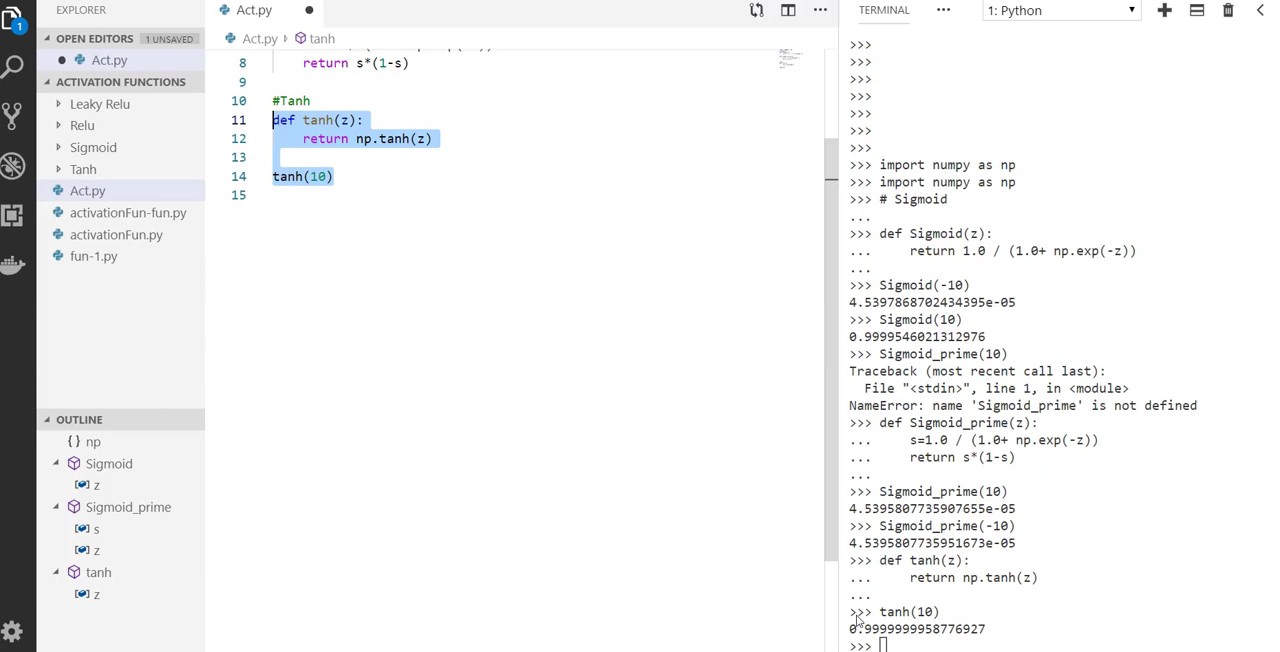 EXPLORER
OPEN EDITORS 1 UNSAVED
Act.py
ACTIVATION FUNCTIONS
Leaky Relu
Relu
Sigmoid
Tanh
Act.py
activationFun-fun.py
activationFun.py
fun-1.py
OUTLINE
{} np
Sigmoid
z
Sigmoid_prime
s
z
tanh
z
1
Act.py
Act.py tanh
8 return s*(1-s)
9
10 #Tanh
11 def tanh(z):
12 return np.tanh(z)
13
14 tanh(10)
15
TERMINAL ... 1: Python
>>>
>>>
>>>
>>>
>>>
>>>
>>>
>>> import numpy as np
>>> import numpy as np
>>> # Sigmoid
...
>>> def Sigmoid(z):
... return 1.0 / (1.0+ np.exp(-z))
...
>>> Sigmoid(-10)
4.5397868702434395e-05
>>> Sigmoid(10)
0.9999546021312976
>>> Sigmoid_prime(10)
Traceback (most recent call last):
File "<stdin>", line 1, in <module>
NameError: name 'Sigmoid_prime' is not defined
>>> def Sigmoid_prime(z):
... s=1.0 / (1.0+ np.exp(-z))
... return s*(1-s)
...
>>> Sigmoid_prime(10)
4.5395807735907655e-05
>>> Sigmoid_prime(-10)
4.5395807735951673e-05
>>> def tanh(z):
... return np.tanh(z)
...
>>> tanh(10)
0.9999999958776927
>>>